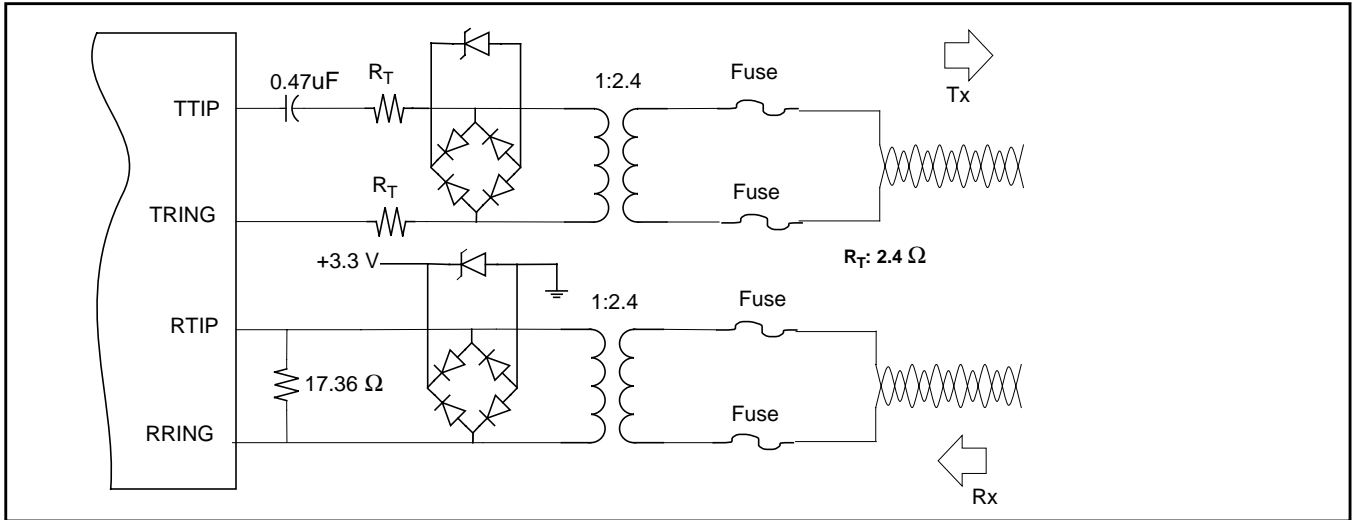 0.47uF
R_T
1:2.4
Fuse
Tx
TTIP
R_T
Fuse
TRING
+3.3 V
R_T: 2.4 Ω
1:2.4
Fuse
RTIP
17.36 Ω
Fuse
RRING
Rx